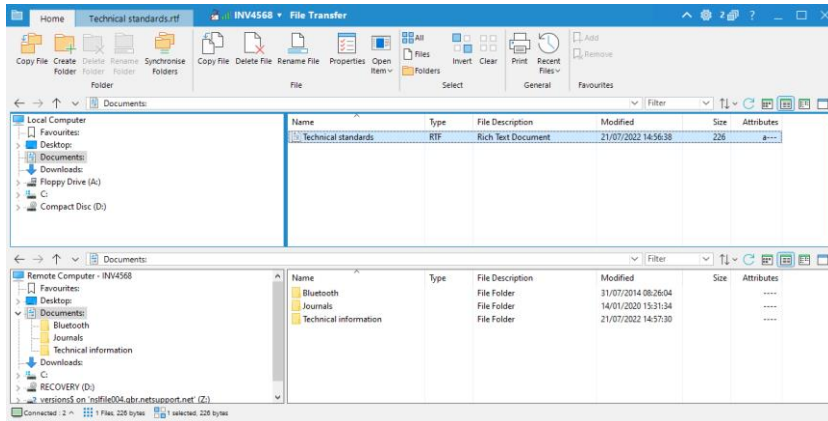 Home Technical standards.rtf INV4568 File Transfer 2 ?
All
Files
Folders
Add
Remove
Copy File Create Folder Delete Folder Rename Folder Synchronise Folders Copy File Delete File Rename File Properties Open Item Invert Clear Print Recent Files
Folder File Select General Favourites
Documents: Filter
Local Computer
Favourites:
Desktop:
Documents:
Downloads:
Floppy Drive (A:)
C:
Compact Disc (D:)
Name Type File Description Modified Size Attributes
Technical standards RTF Rich Text Document 21/07/2022 14:56:38 226 a---
Documents: Filter
Remote Computer - INV4568
Favourites:
Desktop:
Documents:
Bluetooth
Journals
Technical information
Downloads:
C:
RECOVERY (D:)
versions$ on 'nslfile004.gbr.netsupport.net' (Z:)
Name Type File Description Modified Size Attributes
Bluetooth File Folder 31/07/2014 08:26:04 ----
Journals File Folder 14/01/2020 15:31:34 ----
Technical information File Folder 21/07/2022 14:57:30 ----
Connected : 2 1 Files, 226 bytes 1 selected, 226 bytes